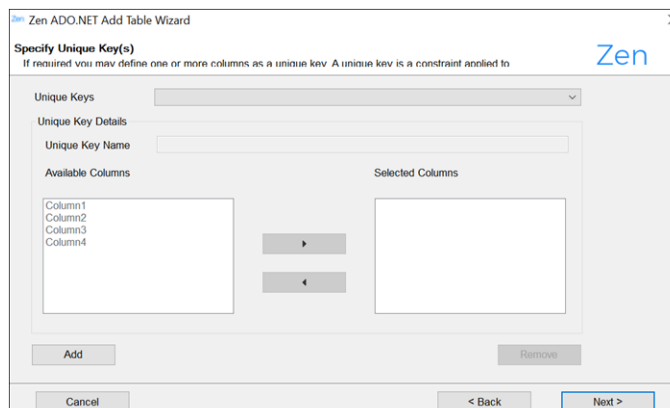 Zen Zen ADO.NET Add Table Wizard
Specify Unique Key(s)
If required you may define one or more columns as a unique key. A unique key is a constraint applied to
Zen
Unique Keys
Unique Key Details
Unique Key Name
Available Columns
Selected Columns
Column1
Column2
Column3
Column4
Add
Remove
Cancel
< Back
Next >